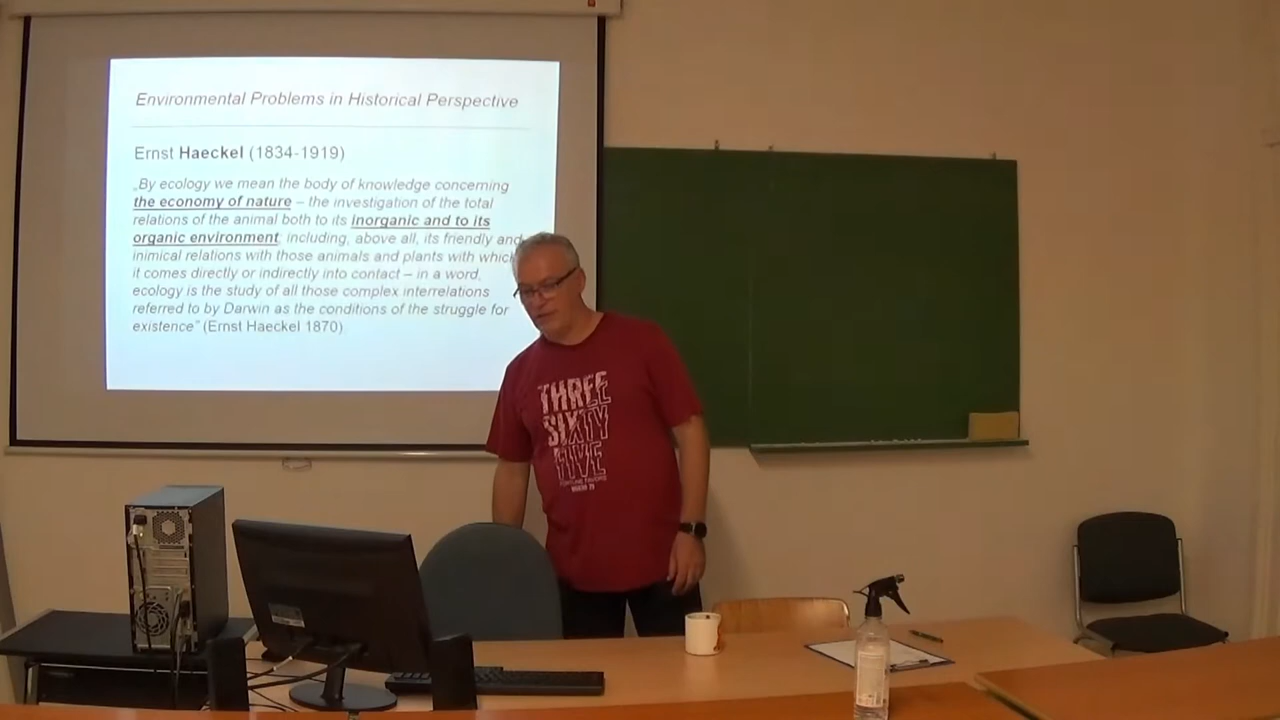 Environmental Problems in Historical Perspective
Ernst Haeckel (1834-1919)
„By ecology we mean the body of knowledge concerning
the economy of nature – the investigation of the total
relations of the animal both to its inorganic and to its
organic environment; including, above all, its friendly and
inimical relations with those animals and plants with which
it comes directly or indirectly into contact – in a word,
ecology is the study of all those complex interrelations
referred to by Darwin as the conditions of the struggle for
existence” (Ernst Haeckel 1870)
THREE
SIXTY
FIVE
FORTUNE FAVORS